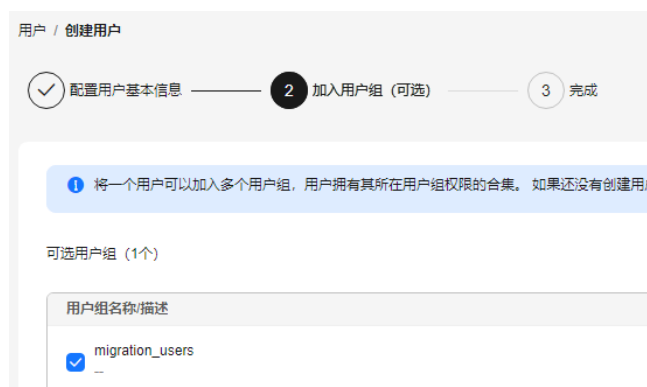 用户 / 创建用户
配置用户基本信息 2 加入用户组（可选） 3 完成
将一个用户可以加入多个用户组，用户拥有其所在用户组权限的合集。 如果还没有创建用
可选用户组（1个）
用户组名称/描述
migration_users
--